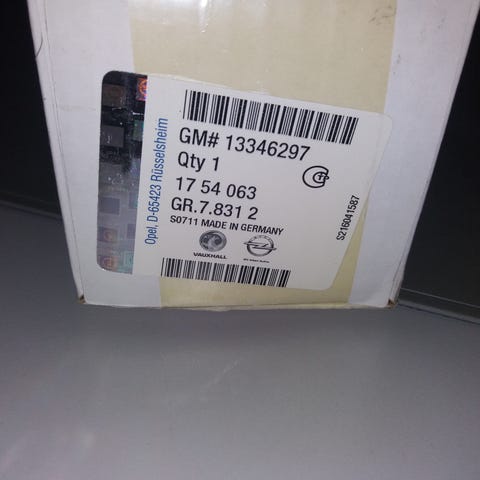 GM# 13346297
Qty 1
17 54 063
GR.7.831 2
S0711 MADE IN GERMANY
VAUXHALL
Opel, D-65423 Rüsselsheim
S216041587